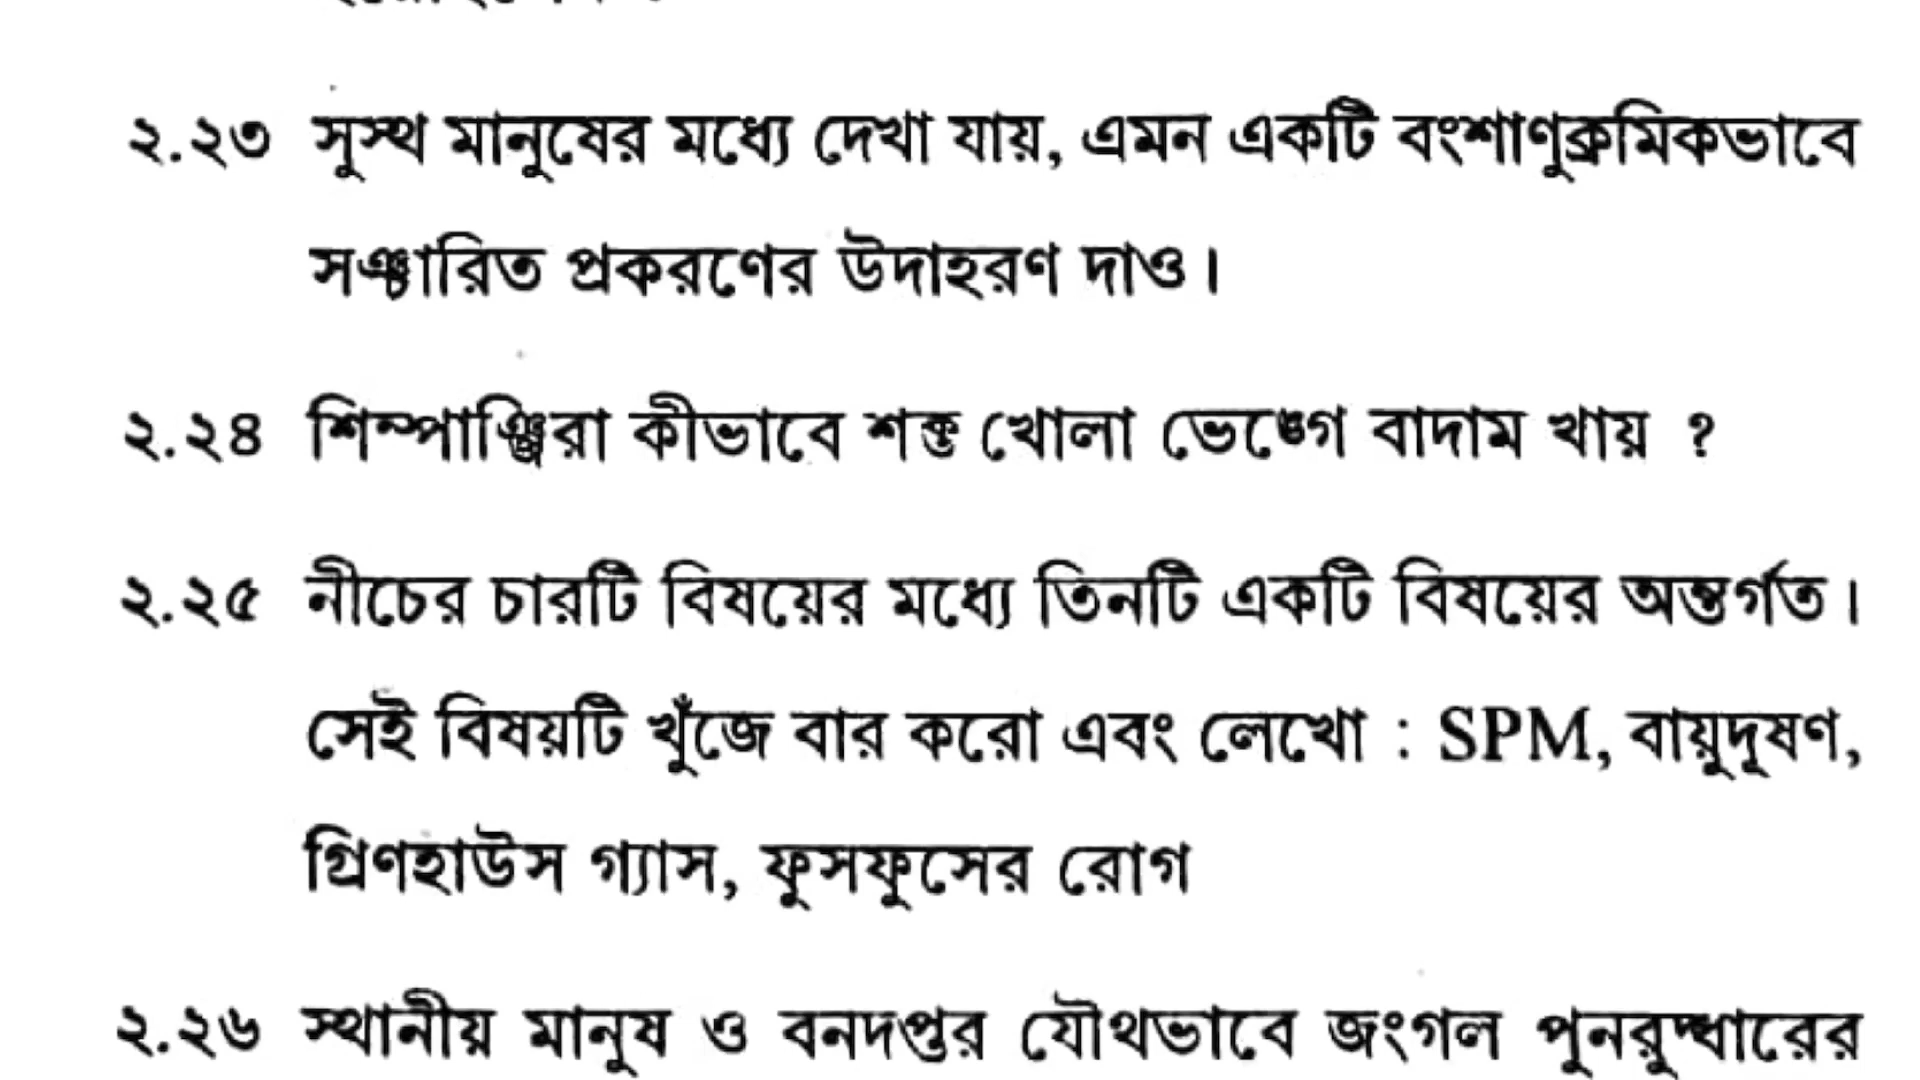 ২.২৩ সুস্থ মানুষের মধ্যে দেখা যায়, এমন একটি বংশাণুক্রমিকভাবে
সঞ্চারিত প্রকরণের উদাহরণ দাও।
২.২৪ শিম্পাঞ্জিরা কীভাবে শক্ত খোলা ভেঙ্গে বাদাম খায় ?
২.২৫ নীচের চারটি বিষয়ের মধ্যে তিনটি একটি বিষয়ের অন্তর্গত।
সেই বিষয়টি খুঁজে বার করো এবং লেখো : SPM, বায়ুদূষণ,
গ্রিণহাউস গ্যাস, ফুসফুসের রোগ
২.২৬ স্থানীয় মানুষ ও বনদপ্তর যৌথভাবে জংগল পুনরুদ্ধারের